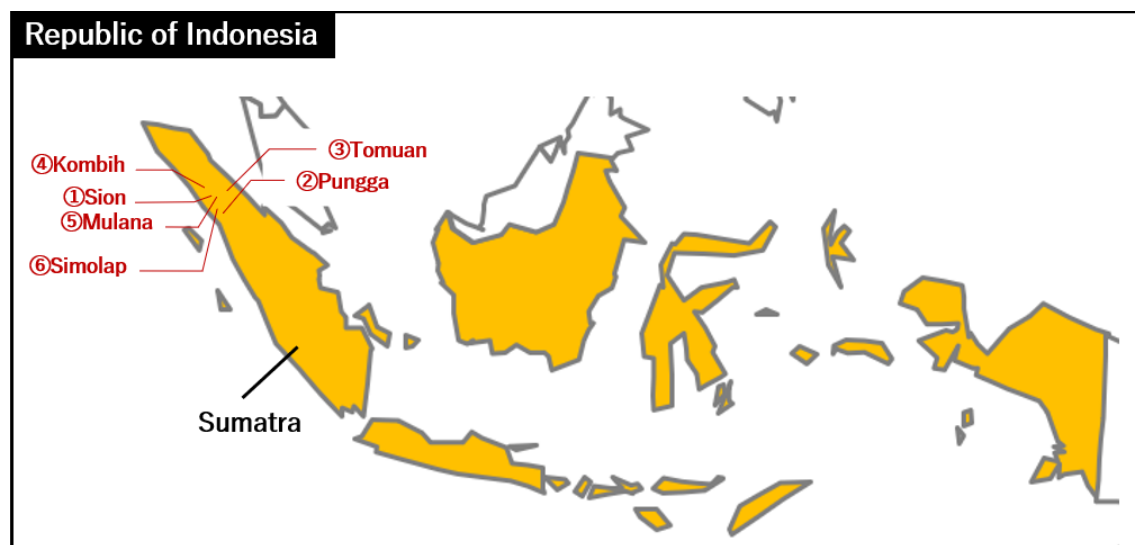 Republic of Indonesia
③Tomuan
④Kombih
②Pungga
①Sion
⑤Mulana
⑥Simolap
Sumatra